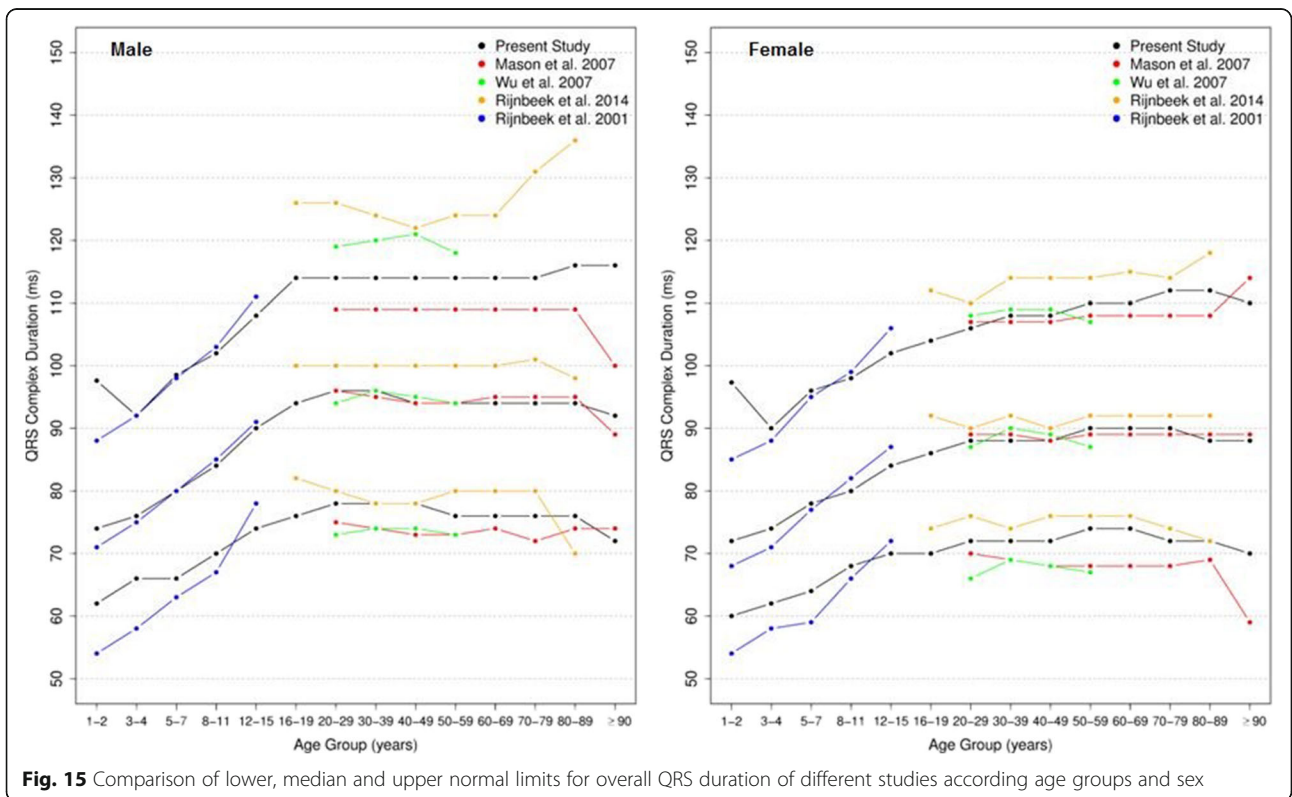 Male
Present Study
Mason et al. 2007
Wu et al. 2007
Rijnbeek et al. 2014
Rijnbeek et al. 2001
QRS Complex Duration (ms)
150
140
130
120
110
100
90
80
70
60
50
1–2 3–4 5–7 8–11 12–15 16–19 20–29 30–39 40–49 50–59 60–69 70–79 80–89 ≥ 90
Age Group (years)
Female
Present Study
Mason et al. 2007
Wu et al. 2007
Rijnbeek et al. 2014
Rijnbeek et al. 2001
QRS Complex Duration (ms)
150
140
130
120
110
100
90
80
70
60
50
1–2 3–4 5–7 8–11 12–15 16–19 20–29 30–39 40–49 50–59 60–69 70–79 80–89 ≥ 90
Age Group (years)
Fig. 15 Comparison of lower, median and upper normal limits for overall QRS duration of different studies according age groups and sex